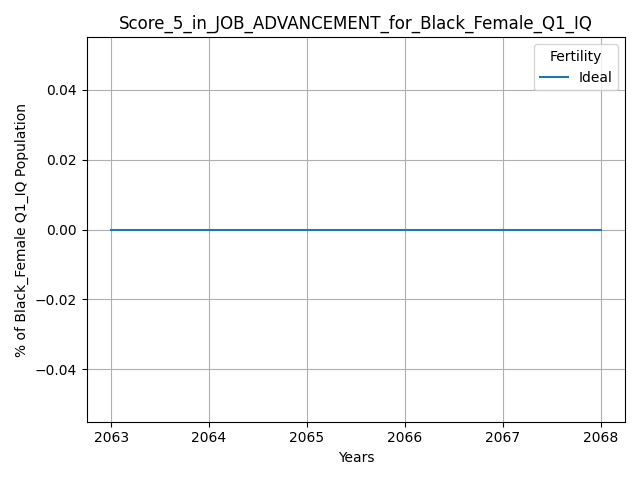 Score_5_in_JOB_ADVANCEMENT_for_Black_Female_Q1_IQ
Fertility
Ideal
% of Black_Female Q1_IQ Population
0.04
0.02
0.00
−0.02
−0.04
2063 2064 2065 2066 2067 2068
Years